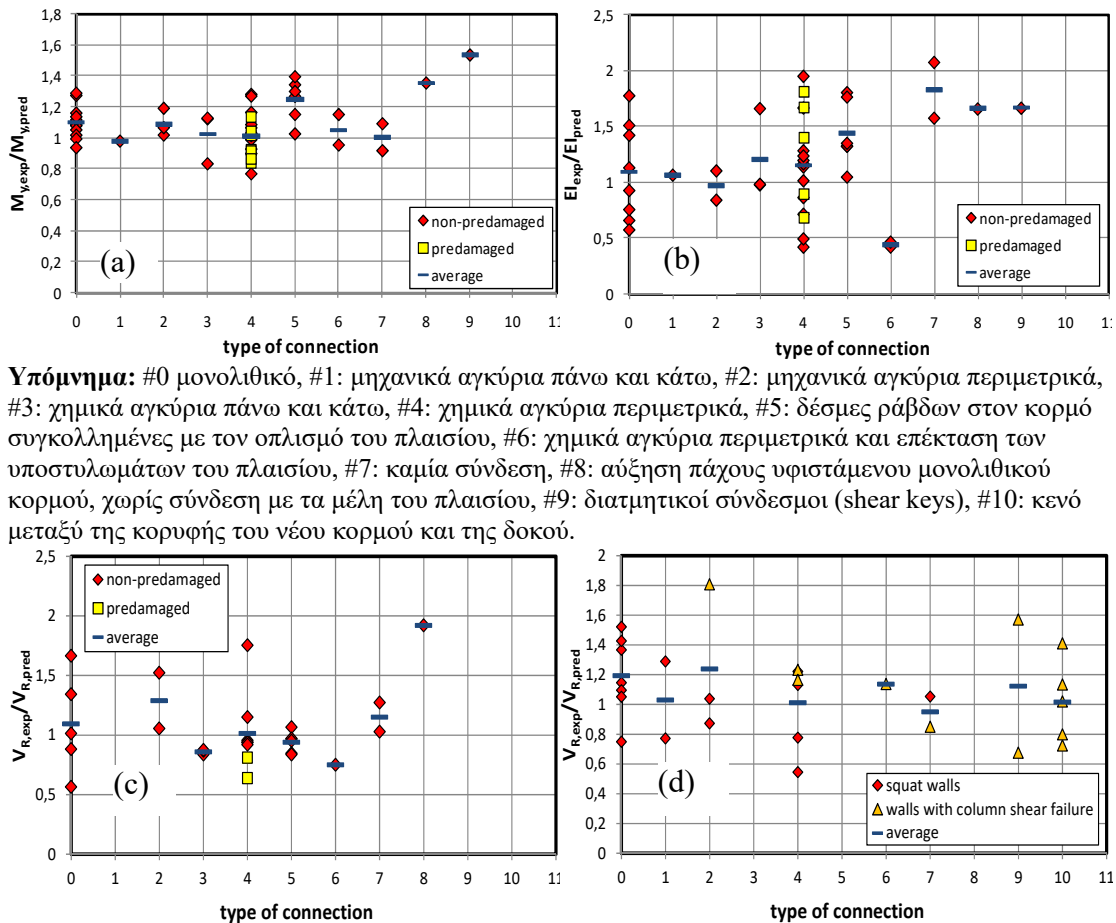 1,8
1,6
1,4
1,2
1
0,8
0,6
0,4
0,2
0
0 1 2 3 4 5 6 7 8 9 10 11
M_y,exp/M_y,pred
type of connection
non-predamaged
predamaged
average
(a)
2,5
2
1,5
1
0,5
0
0 1 2 3 4 5 6 7 8 9 10 11
EI_exp/EI_pred
type of connection
non-predamaged
predamaged
average
(b)
Υπόμνημα: #0 μονολιθικό, #1: μηχανικά αγκύρια πάνω και κάτω, #2: μηχανικά αγκύρια περιμετρικά,
#3: χημικά αγκύρια πάνω και κάτω, #4: χημικά αγκύρια περιμετρικά, #5: δέσμες ράβδων στον κορμό
συγκολλημένες με τον οπλισμό του πλαισίου, #6: χημικά αγκύρια περιμετρικά και επέκταση των
υποστυλωμάτων του πλαισίου, #7: καμία σύνδεση, #8: αύξηση πάχους υφιστάμενου μονολιθικού
κορμού, χωρίς σύνδεση με τα μέλη του πλαισίου, #9: διατμητικοί σύνδεσμοι (shear keys), #10: κενό
μεταξύ της κορυφής του νέου κορμού και της δοκού.
2,5
2
1,5
1
0,5
0
0 1 2 3 4 5 6 7 8 9 10 11
V_R,exp/V_R,pred
type of connection
non-predamaged
predamaged
average
(c)
2
1,8
1,6
1,4
1,2
1
0,8
0,6
0,4
0,2
0
0 1 2 3 4 5 6 7 8 9 10 11
V_R,exp/V_R,pred
type of connection
squat walls
walls with column shear failure
average
(d)